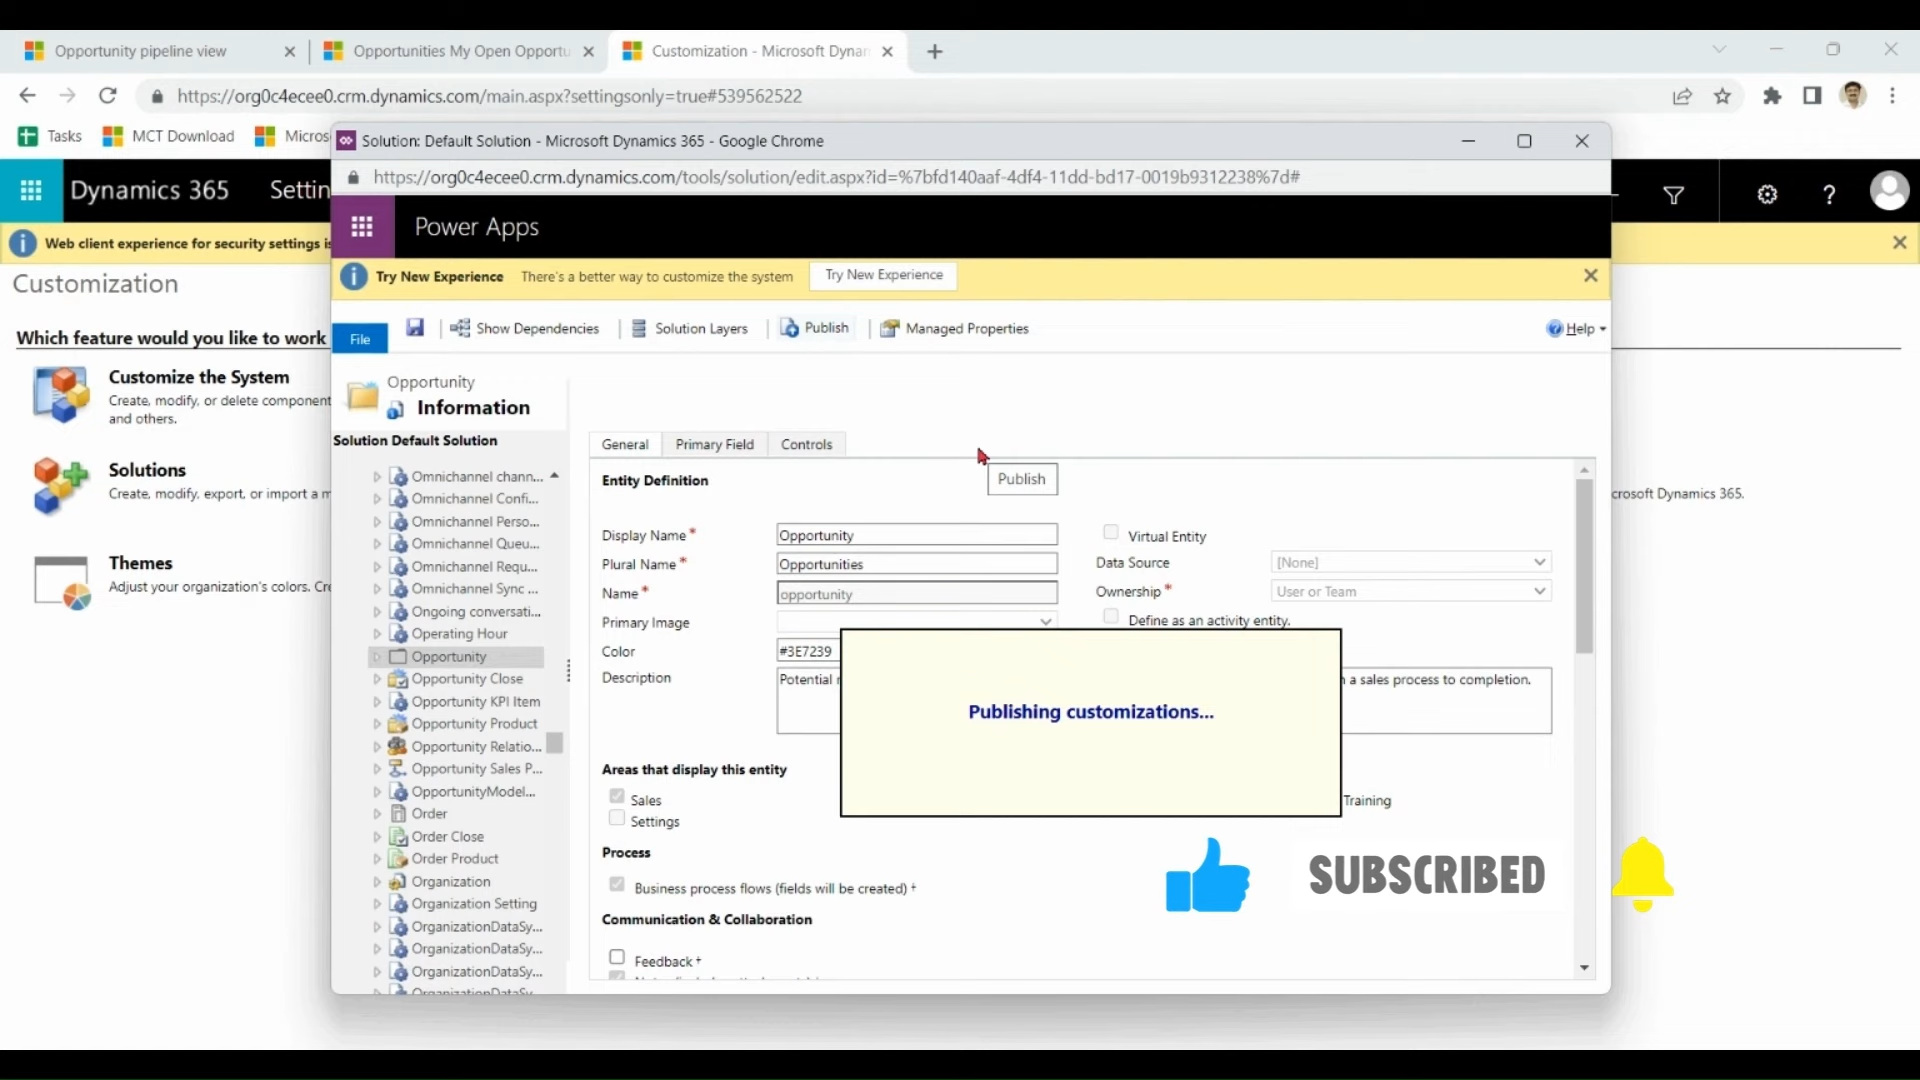 Opportunity pipeline view
Opportunities My Open Opportu
Customization - Microsoft Dynan
https://org0c4ecee0.crm.dynamics.com/main.aspx?settingsonly=true#539562522
Tasks
MCT Download
Micros
Solution: Default Solution - Microsoft Dynamics 365 - Google Chrome
https://org0c4ecee0.crm.dynamics.com/tools/solution/edit.aspx?id=%7bfd140aaf-4df4-11dd-bd17-0019b9312238%7d#
Dynamics 365
Settin
Power Apps
Web client experience for security settings is
Try New Experience
There's a better way to customize the system
Try New Experience
Customization
Which feature would you like to work
Customize the System
Create, modify, or delete component
and others.
Solutions
Create, modify, export, or import a m
crosoft Dynamics 365.
Themes
Adjust your organization's colors. Cre
File
Show Dependencies
Solution Layers
Publish
Managed Properties
Help
Opportunity
Information
Solution Default Solution
Omnichannel chann...
Omnichannel Confi...
Omnichannel Perso...
Omnichannel Queu...
Omnichannel Requ...
Omnichannel Sync ...
Ongoing conversati...
Operating Hour
Opportunity
Opportunity Close
Opportunity KPI Item
Opportunity Product
Opportunity Relatio...
Opportunity Sales P...
OpportunityModel...
Order
Order Close
Order Product
Organization
Organization Setting
OrganizationDataSy...
OrganizationDataSy...
OrganizationDataSy...
OrganizationDataSy...
General
Primary Field
Controls
Entity Definition
Publish
Display Name*
Opportunity
Plural Name*
Opportunities
Name*
opportunity
Primary Image
Color
#3E7239
Description
Potential r
n a sales process to completion.
Virtual Entity
Data Source
[None]
Ownership*
User or Team
Define as an activity entity.
Publishing customizations...
Areas that display this entity
Sales
Training
Settings
Process
Business process flows (fields will be created) +
Communication & Collaboration
Feedback +
SUBSCRIBED